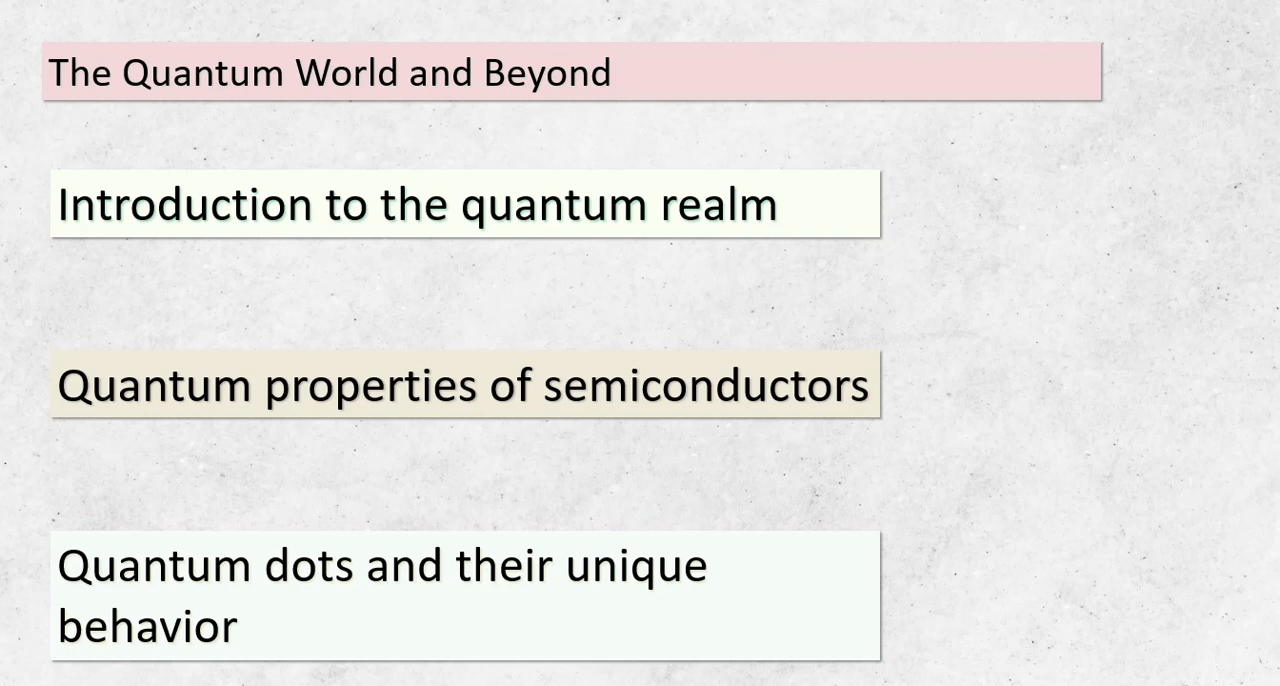 The Quantum World and Beyond
Introduction to the quantum realm
Quantum properties of semiconductors
Quantum dots and their unique
behavior